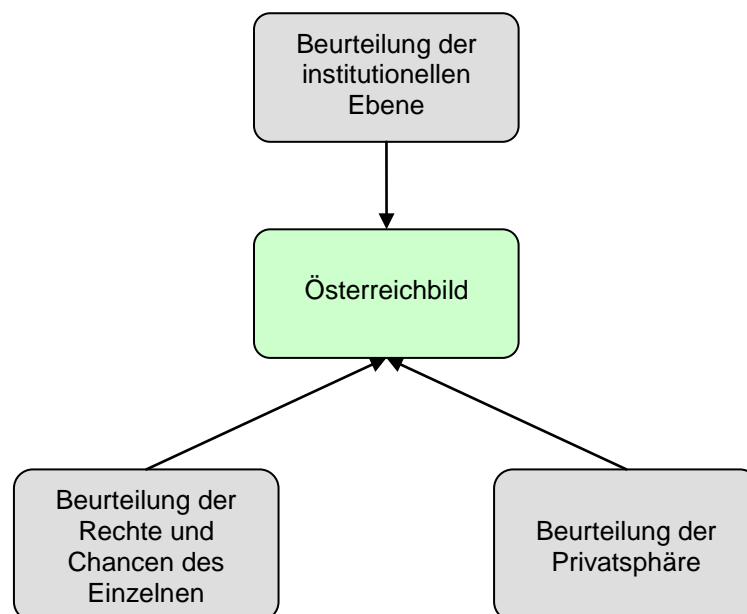 Beurteilung der
institutionellen
Ebene
Österreichbild
Beurteilung der
Rechte und
Chancen des
Einzelnen
Beurteilung der
Privatsphäre